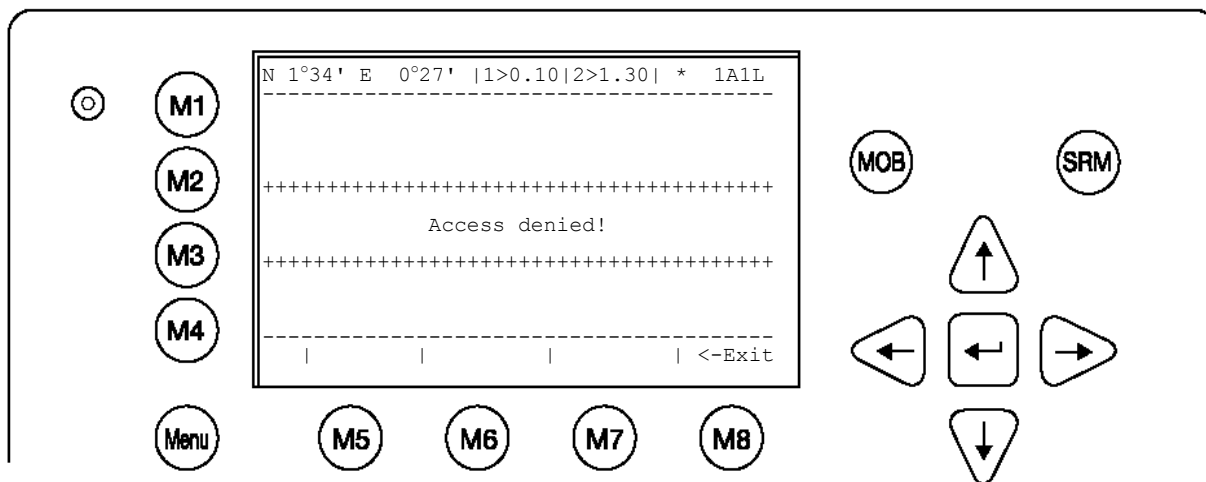 N 1°34' E 0°27' |1>0.10|2>1.30| * 1A1L
-----------------------------------------
M1
MOB
SRM
M2
+++++++++++++++++++++++++++++++++++++++++
Access denied!
M3
+++++++++++++++++++++++++++++++++++++++++
M4
-----------------------------------------
| | | | <-Exit
Menu
M5
M6
M7
M8